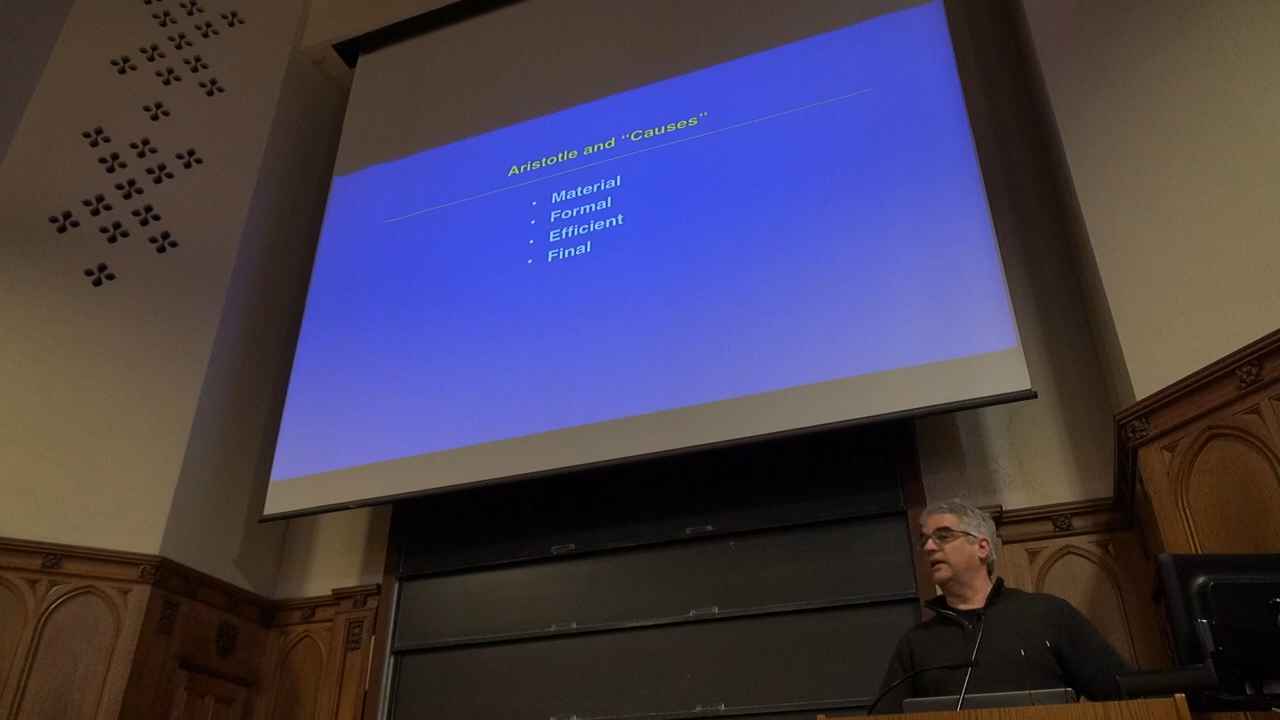 Aristotle and “Causes”
• Material
• Formal
• Efficient
• Final